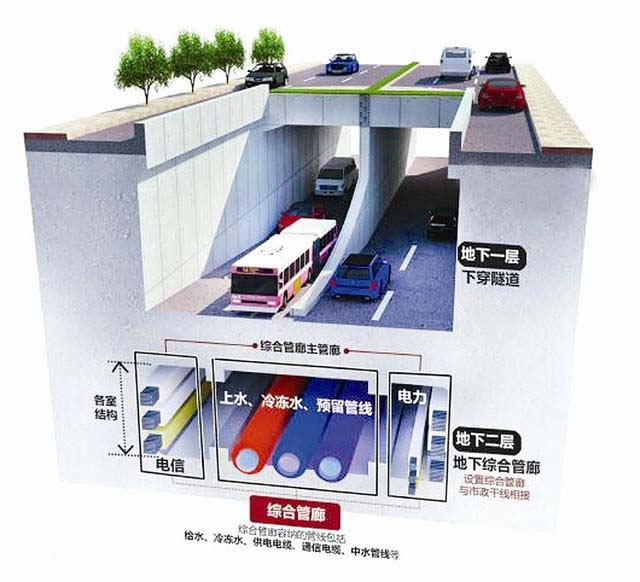 地下一层
下穿隧道
综合管廊主管廊
各室
结构
上水、冷冻水、预留管线
电力
电信
地下二层
地下综合管廊
设置综合管廊
与市政干线相接
综合管廊
综合管廊容纳的管线包括
给水、冷冻水、供电电缆、通信电缆、中水管线等